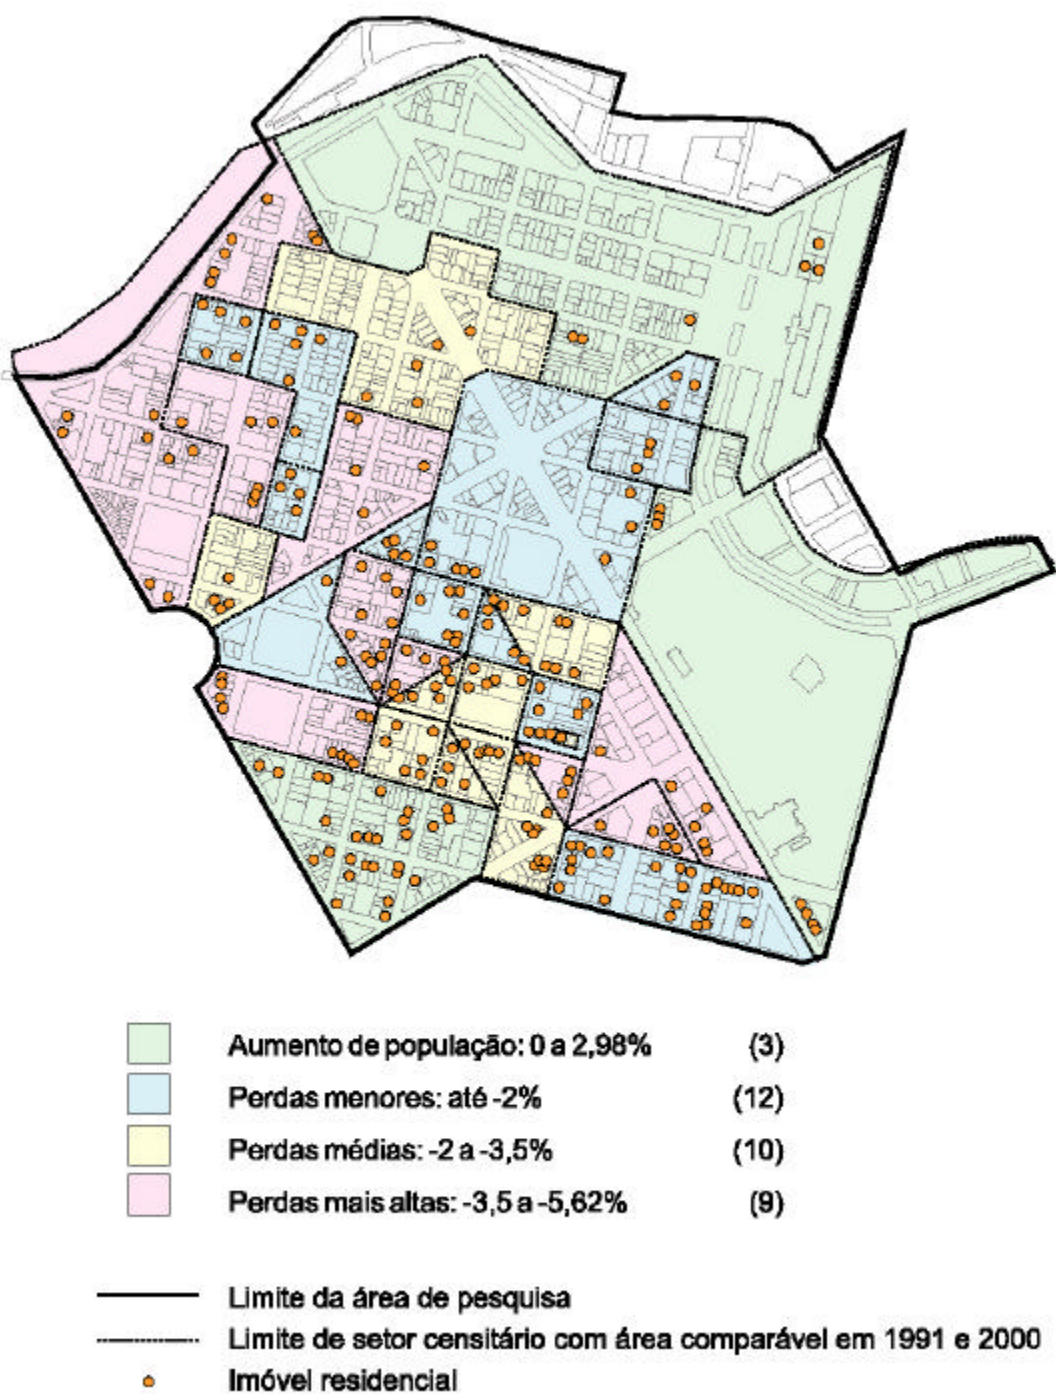 Aumento de população: 0 a 2,98% (3)
Perdas menores: até -2% (12)
Perdas médias: -2 a -3,5% (10)
Perdas mais altas: -3,5 a -5,62% (9)
Limite da área de pesquisa
Limite de setor censitário com área comparável em 1991 e 2000
Imóvel residencial